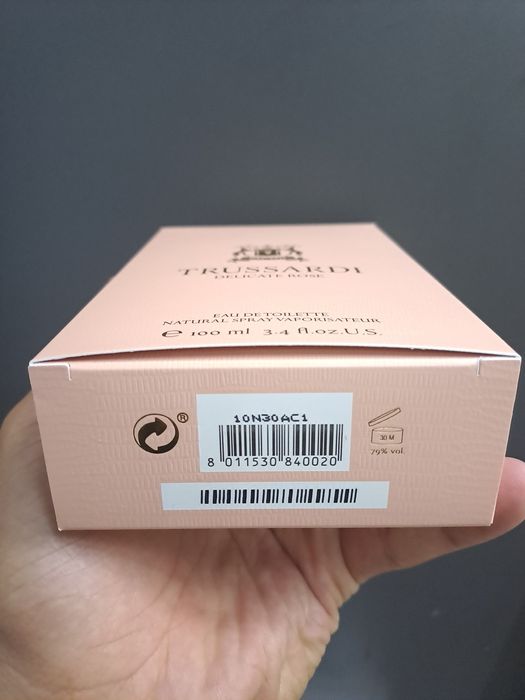 TRUSSARDI
DELICATE ROSE
EAU DE TOILETTE
NATURAL SPRAY VAPORISATEUR
℮ 100 ml 3.4 fl.oz.U.S.
®
10N30AC1
8 011530 840020
30 M
79% vol.